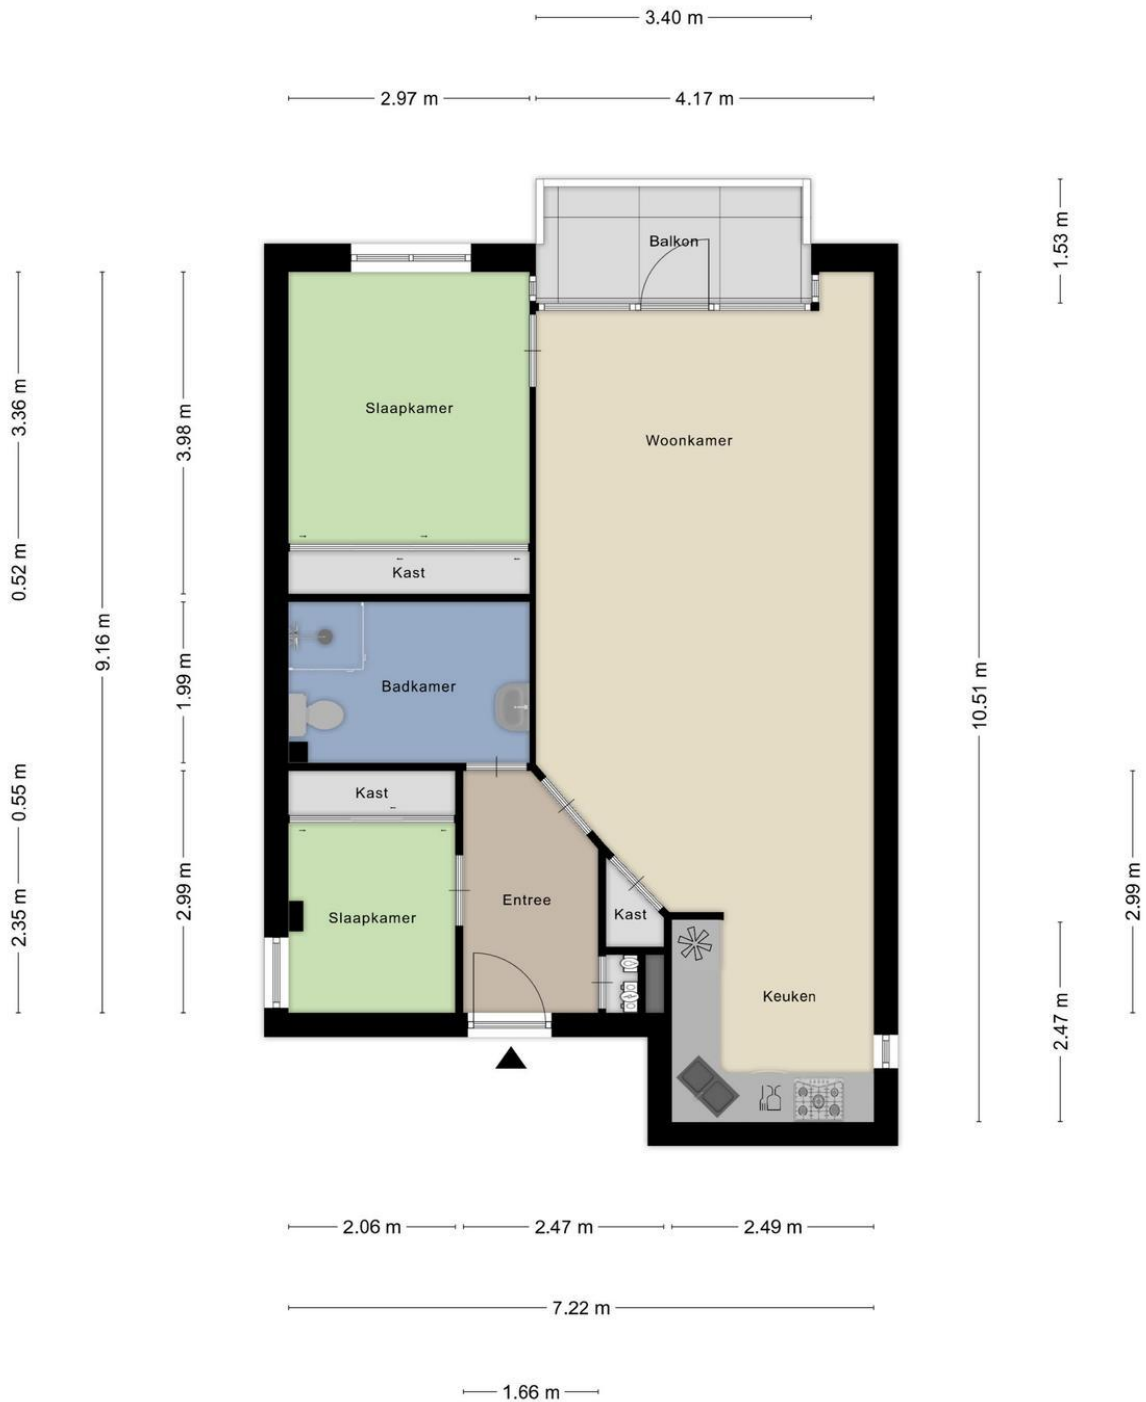 3.40 m
2.97 m
4.17 m
1.53 m
Balkon
3.36 m
3.98 m
Slaapkamer
Woonkamer
0.52 m
Kast
9.16 m
1.99 m
Badkamer
10.51 m
0.55 m
Kast
2.99 m
2.35 m
Slaapkamer
Entree
Kast
2.99 m
Keuken
2.47 m
2.06 m
2.47 m
2.49 m
7.22 m
1.66 m